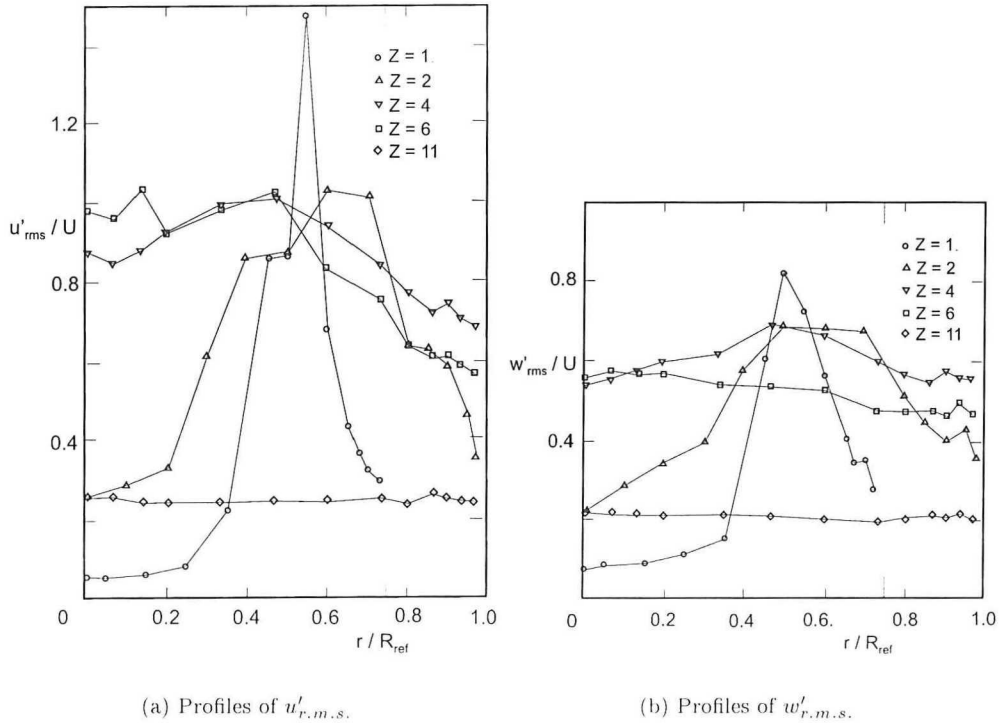 Z = 1.
Z = 2
Z = 4
Z = 6
Z = 11
1.2
u'rms / U
0.8
0.4
0
0.2
0.4
0.6
0.8
1.0
r / Rref
(a) Profiles of u'r.m.s.
Z = 1.
Z = 2
Z = 4
Z = 6
Z = 11
0.8
w'rms / U
0.4
0
0.2
0.4
0.6
0.8
1.0
r / Rref
(b) Profiles of w'r.m.s.